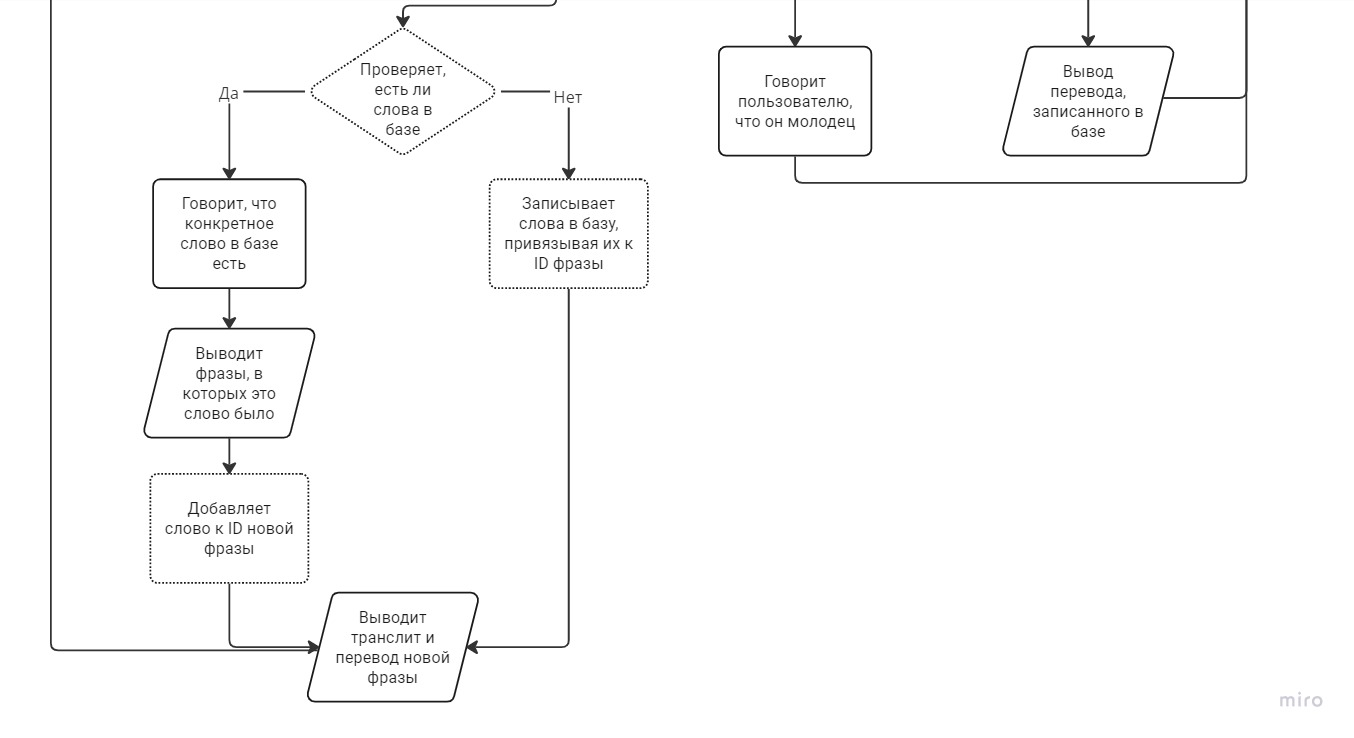 Проверяет,
есть ли
слова в
базе
Да
Нет
Говорит, что
конкретное
слово в базе
есть
Записывает
слова в базу,
привязывая их к
ID фразы
Выводит
фразы, в
которых это
слово было
Добавляет
слово к ID новой
фразы
Выводит
транслит и
перевод новой
фразы
Говорит
пользователю,
что он молодец
Вывод
перевода,
записанного в
базе
miro